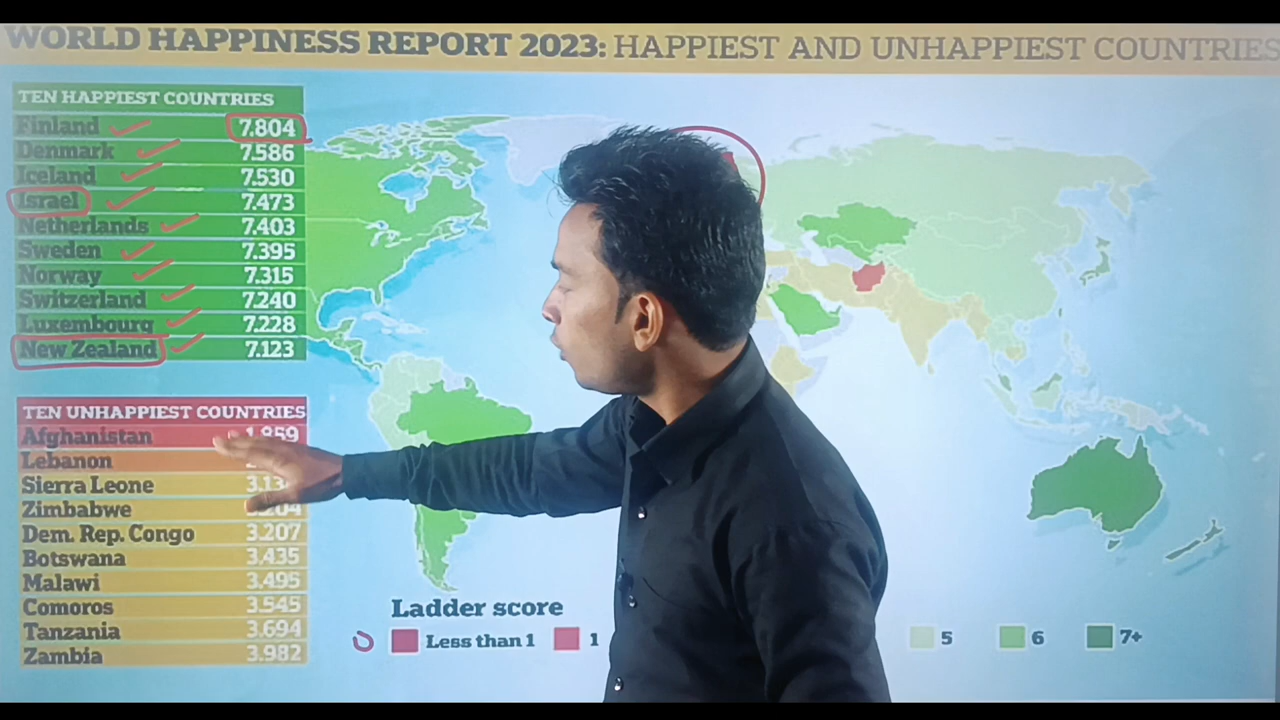 WORLD HAPPINESS REPORT 2023: HAPPIEST AND UNHAPPIEST COUNTRIES
TEN HAPPIEST COUNTRIES
Finland 7.804
Denmark 7.586
Iceland 7.530
Israel 7.473
Netherlands 7.403
Sweden 7.395
Norway 7.315
Switzerland 7.240
Luxembourg 7.228
New Zealand 7.123
TEN UNHAPPIEST COUNTRIES
Afghanistan 1.859
Lebanon
Sierra Leone
Zimbabwe
Dem. Rep. Congo 3.207
Botswana 3.435
Malawi 3.495
Comoros 3.545
Tanzania 3.694
Zambia 3.982
Ladder score
Less than 1 1 5 6 7+